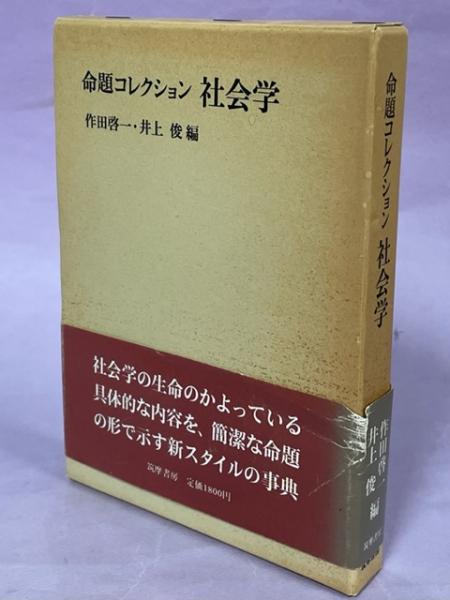 命題コレクション 社会学
作田啓一・井上 俊 編
社会学の生命のかよっている
具体的な内容を、簡潔な命題
の形で示す新スタイルの事典
筑摩書房 定価1800円
命題コレクション 社会学
作田啓一
井上 俊 編
筑摩書房